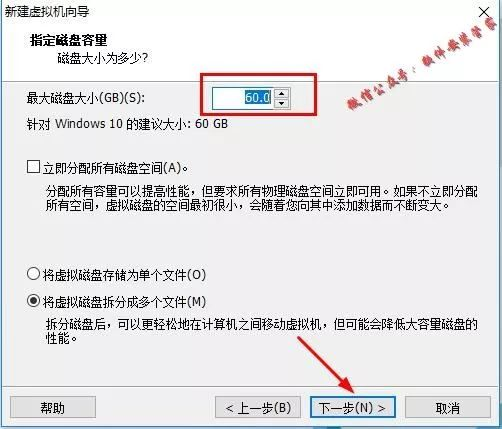 新建虚拟机向导
微信公众号：软件安装管家
指定磁盘容量
磁盘大小为多少?
最大磁盘大小(GB)(S):
60.0
针对 Windows 10 的建议大小: 60 GB
立即分配所有磁盘空间(A)。
分配所有容量可以提高性能，但要求所有物理磁盘空间立即可用。如果不立即分配
所有空间，虚拟磁盘的空间最初很小，会随着您向其中添加数据而不断变大。
将虚拟磁盘存储为单个文件(O)
将虚拟磁盘拆分成多个文件(M)
拆分磁盘后，可以更轻松地在计算机之间移动虚拟机，但可能会降低大容量磁盘的
性能。
帮助
< 上一步(B)
下一步(N) >
取消